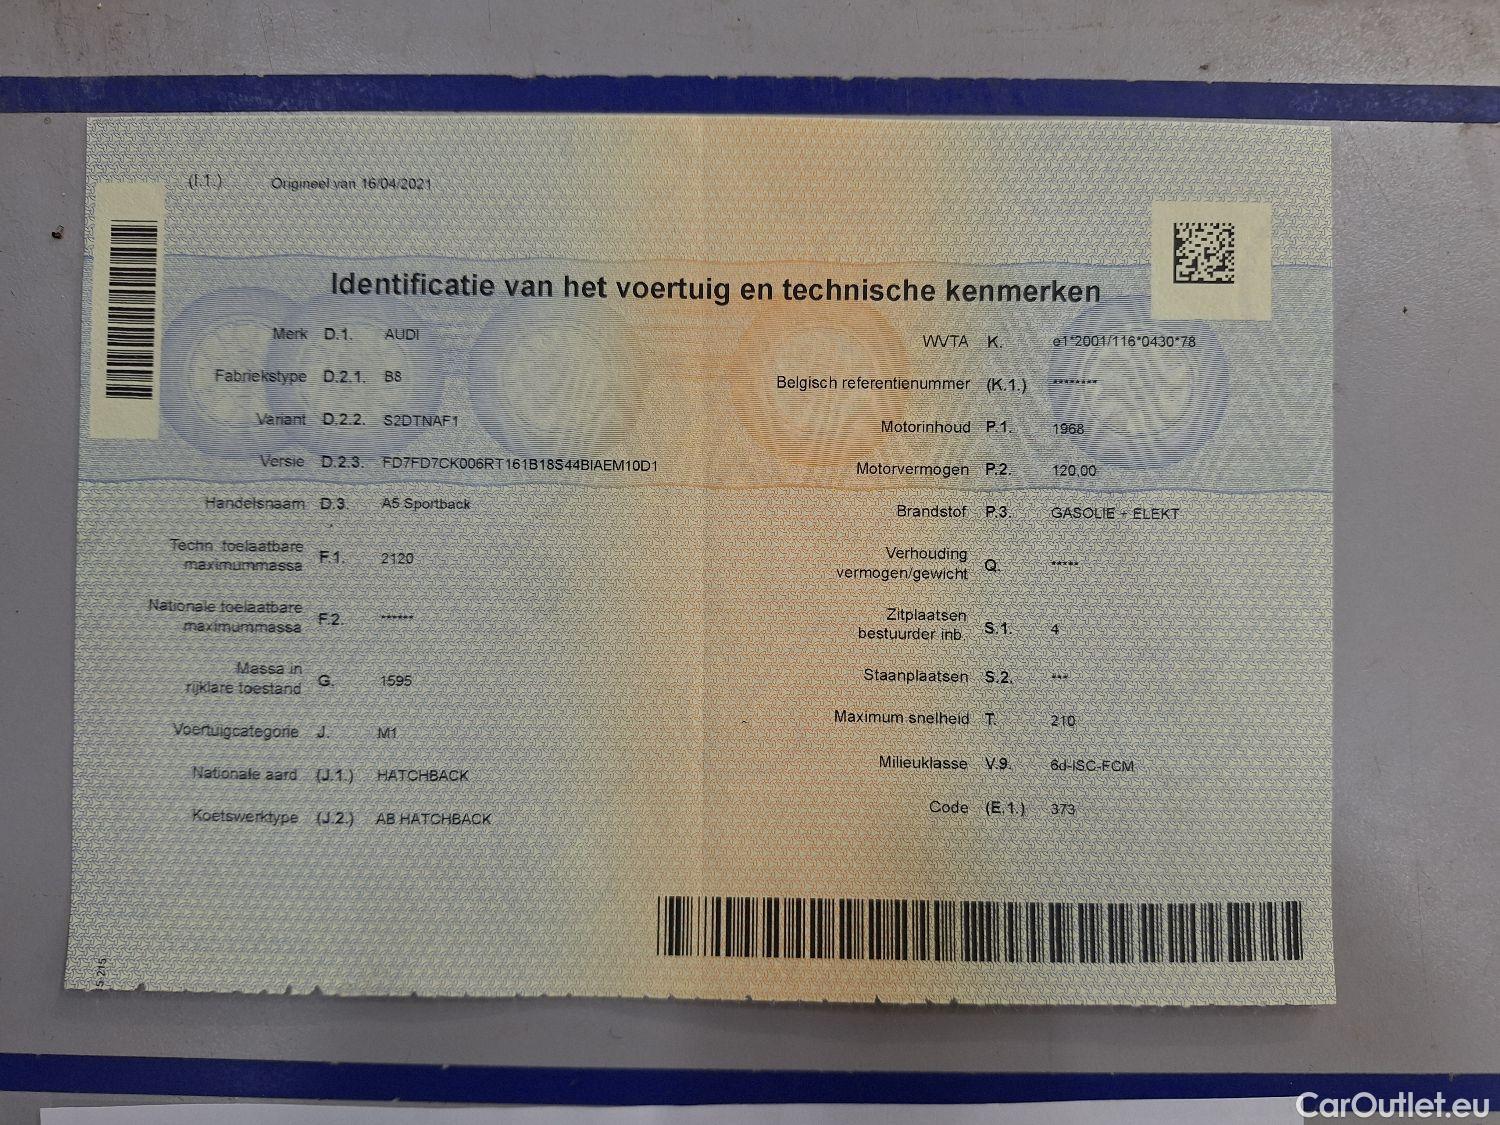 (I.1.) Origineel van 16/04/2021
Identificatie van het voertuig en technische kenmerken
Merk D.1. AUDI
Fabriekstype D.2.1. B8
Variant D.2.2. S2DTNAF1
Versie D.2.3. FD7FD7CK006RT161B18S44BIAEM10D1
Handelsnaam D.3. A5 Sportback
Techn. toelaatbare
maximummassa F.1. 2120
Nationale toelaatbare
maximummassa F.2. ******
Massa in
rijklare toestand G. 1595
Voertuigcategorie J. M1
Nationale aard (J.1.) HATCHBACK
Koetswerktype (J.2.) AB HATCHBACK
WVTA K. e1*2001/116*0430*78
Belgisch referentienummer (K.1.) ********
Motorinhoud P.1. 1968
Motorvermogen P.2. 120,00
Brandstof P.3. GASOLIE + ELEKT
Verhouding
vermogen/gewicht Q. *****
Zitplaatsen
bestuurder inb. S.1. 4
Staanplaatsen S.2. ***
Maximum snelheid T. 210
Milieuklasse V.9. 6d-ISC-FCM
Code (E.1.) 373
S-215
CarOutlet.eu